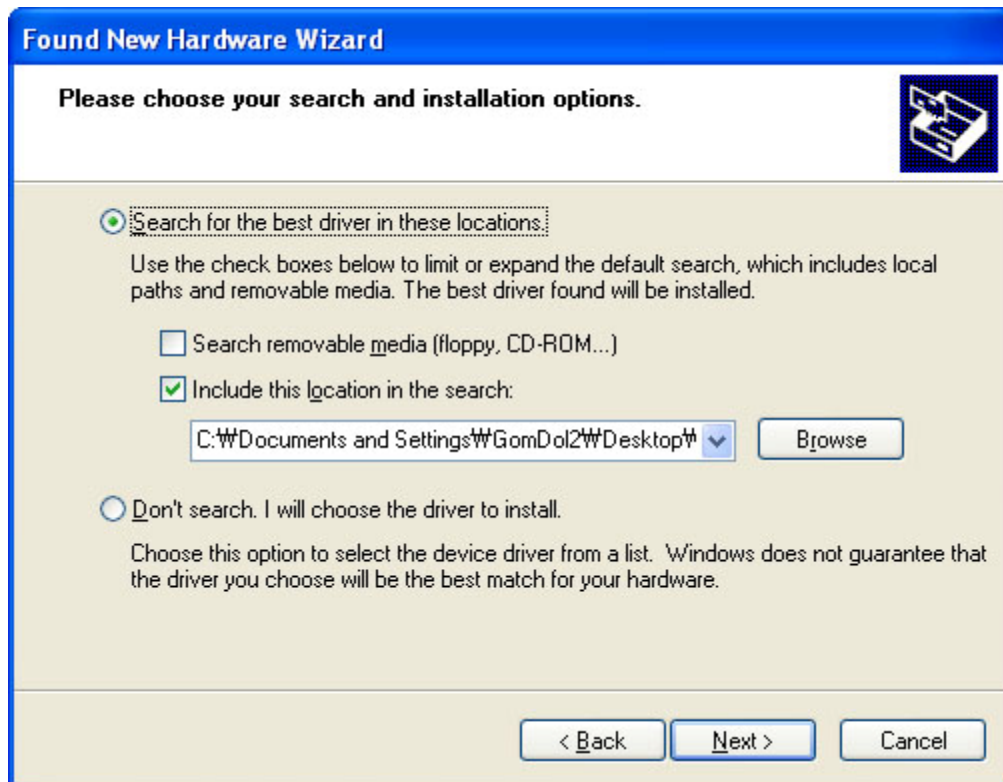 Found New Hardware Wizard
Please choose your search and installation options.
Search for the best driver in these locations.
Use the check boxes below to limit or expand the default search, which includes local
paths and removable media. The best driver found will be installed.
Search removable media (floppy, CD-ROM...)
Include this location in the search:
C:₩Documents and Settings₩GomDol2₩Desktop₩
Browse
Don't search. I will choose the driver to install.
Choose this option to select the device driver from a list.  Windows does not guarantee that
the driver you choose will be the best match for your hardware.
< Back
Next >
Cancel